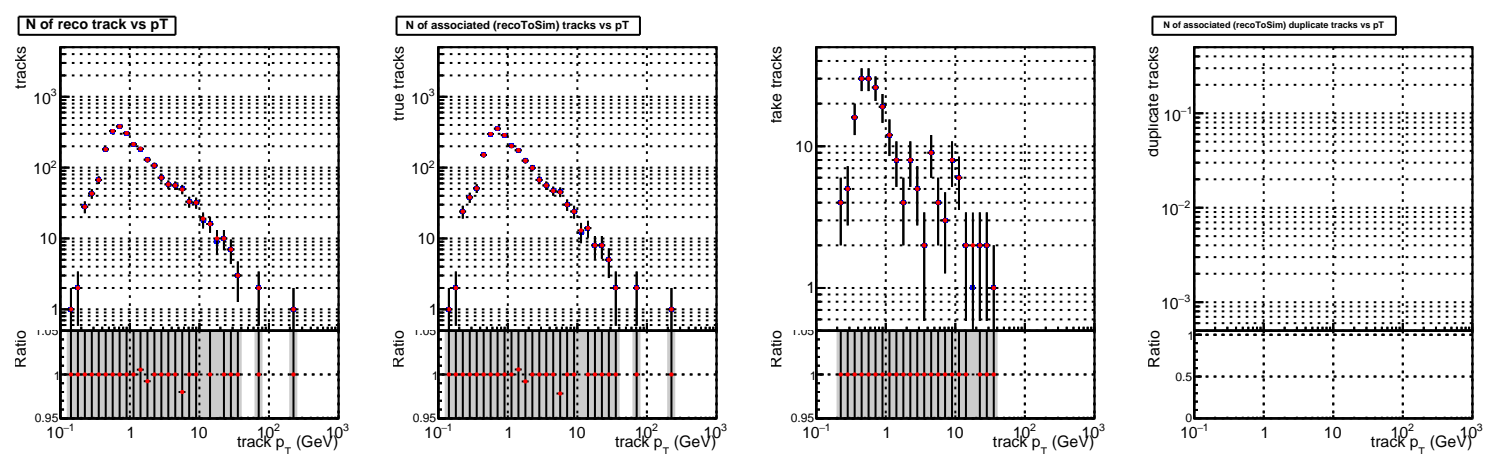 N of reco track vs pT
tracks
10³
10²
10
1
1.05
Ratio
1
0.95
10⁻¹ 1 10 10² 10³
track p_T (GeV)
N of associated (recoToSim) tracks vs pT
true tracks
10³
10²
10
1
1.05
Ratio
1
0.95
10⁻¹ 1 10 10² 10³
track p_T (GeV)
fake tracks
10
1
1.05
Ratio
1
0.95
10⁻¹ 1 10 10² 10³
track p_T (GeV)
N of associated (recoToSim) duplicate tracks vs pT
duplicate tracks
10⁻¹
10⁻²
10⁻³
Ratio
1
0.5
0
10⁻¹ 1 10 10² 10³
track p_T (GeV)